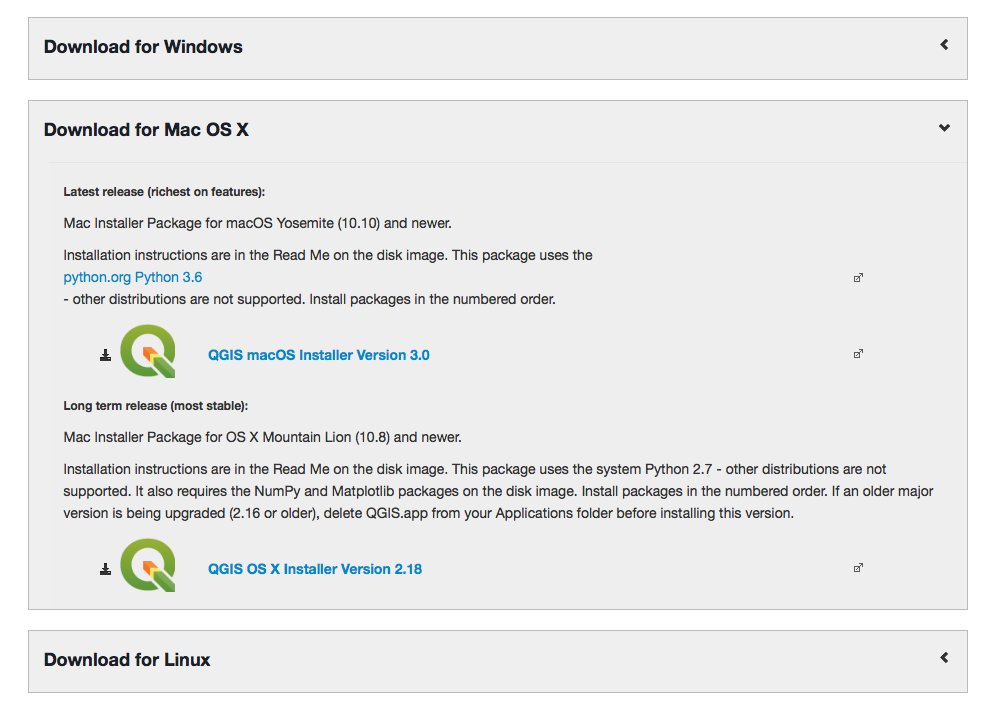 Download for Windows
Download for Mac OS X
Latest release (richest on features):
Mac Installer Package for macOS Yosemite (10.10) and newer.
Installation instructions are in the Read Me on the disk image. This package uses the
python.org Python 3.6
- other distributions are not supported. Install packages in the numbered order.
QGIS macOS Installer Version 3.0
Long term release (most stable):
Mac Installer Package for OS X Mountain Lion (10.8) and newer.
Installation instructions are in the Read Me on the disk image. This package uses the system Python 2.7 - other distributions are not
supported. It also requires the NumPy and Matplotlib packages on the disk image. Install packages in the numbered order. If an older major
version is being upgraded (2.16 or older), delete QGIS.app from your Applications folder before installing this version.
QGIS OS X Installer Version 2.18
Download for Linux